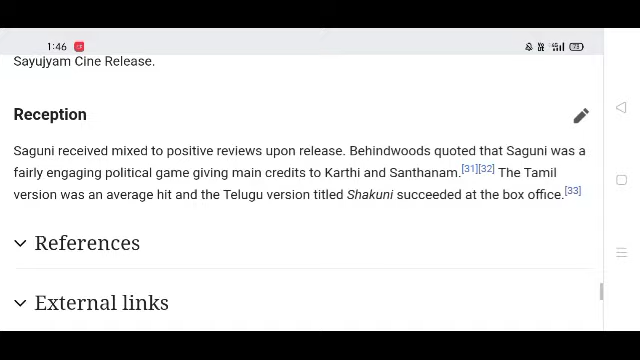 1:46
Sayujyam Cine Release.
Reception
Saguni received mixed to positive reviews upon release. Behindwoods quoted that Saguni was a
fairly engaging political game giving main credits to Karthi and Santhanam.[31][32] The Tamil
version was an average hit and the Telugu version titled Shakuni succeeded at the box office.[33]
References
External links